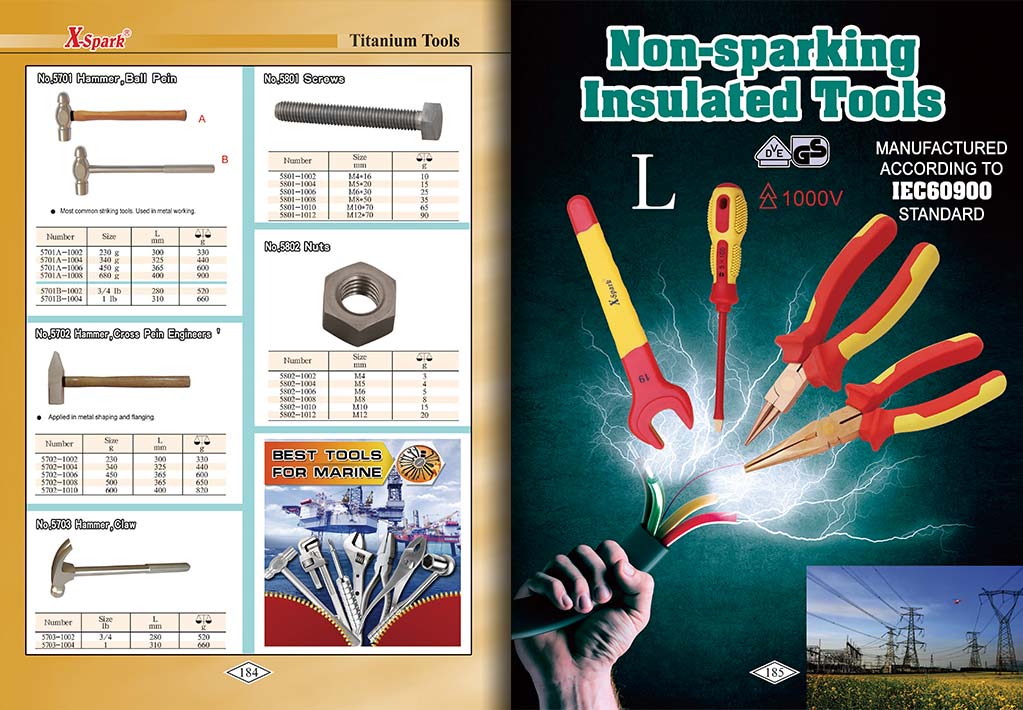 X-Spark®
Titanium Tools
No,5701 Hammer,Ball Pein
A
B
● Most common striking tools. Used in metal working.
Number Size L mm g
5701A-1002 230 g 300 330
5701A-1004 340 g 325 440
5701A-1006 450 g 365 600
5701A-1008 680 g 400 900
5701B-1002 3/4 lb 280 520
5701B-1004 1 lb 310 660
No,5702 Hammer,Cross Pein Engineers '
● Applied in metal shaping and flanging.
Number Size g L mm g
5702-1002 230 300 330
5702-1004 340 325 440
5702-1006 450 365 600
5702-1008 500 365 650
5702-1010 600 400 820
No,5703 Hammer,Claw
Number Size lb L mm g
5703-1002 3/4 280 520
5703-1004 1 310 660
No,5801 Screws
Number Size mm g
5801-1002 M4*16 10
5801-1004 M5*20 15
5801-1006 M6*30 25
5801-1008 M8*50 35
5801-1010 M10*70 65
5801-1012 M12*70 90
No,5802 Nuts
Number Size mm g
5802-1002 M4 3
5802-1004 M5 4
5802-1006 M6 5
5802-1008 M8 8
5802-1010 M10 15
5802-1012 M12 20
BEST TOOLS
FOR MARINE
184
Non-sparking
Insulated Tools
L
VDE GS
1000V
MANUFACTURED
ACCORDING TO
IEC60900
STANDARD
X-Spark
19
185